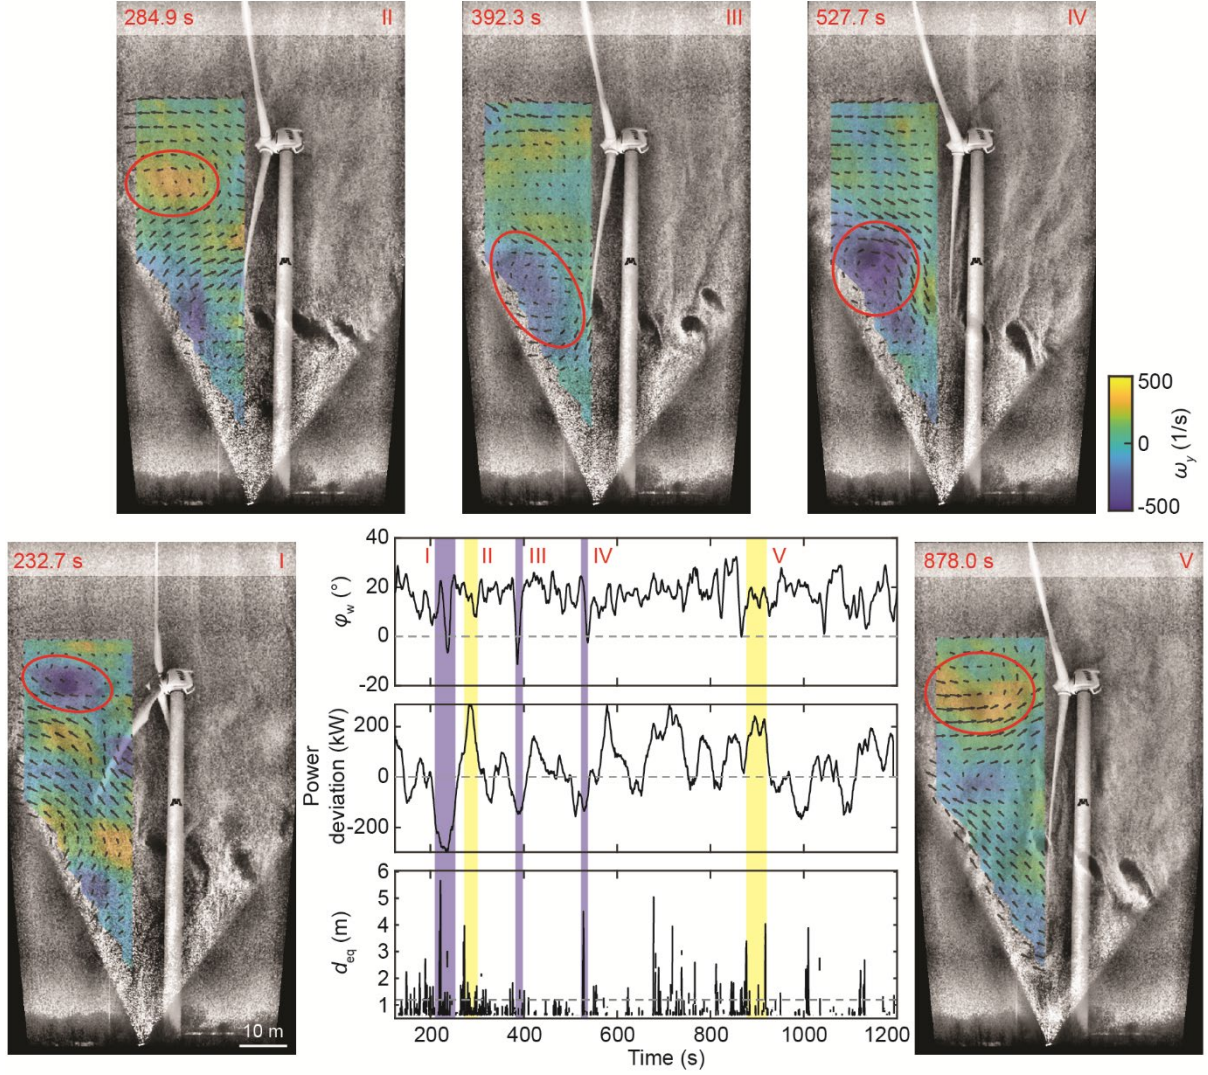 284.9 s II
392.3 s III
527.7 s IV
M
M
M
500
0
-500
ω_y (1/s)
232.7 s I
M
10 m
I II III IV V
40
20
0
-20
φ_w (°)
200
0
-200
Power deviation (kW)
6
5
4
3
2
1
d_eq (m)
200 400 600 800 1000 1200
Time (s)
878.0 s V
M